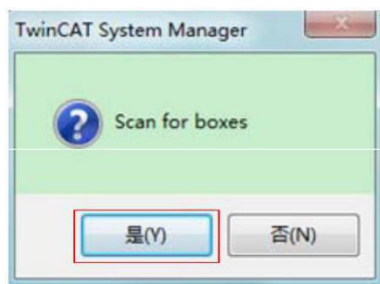 TwinCAT System Manager
Scan for boxes
是(Y)
否(N)